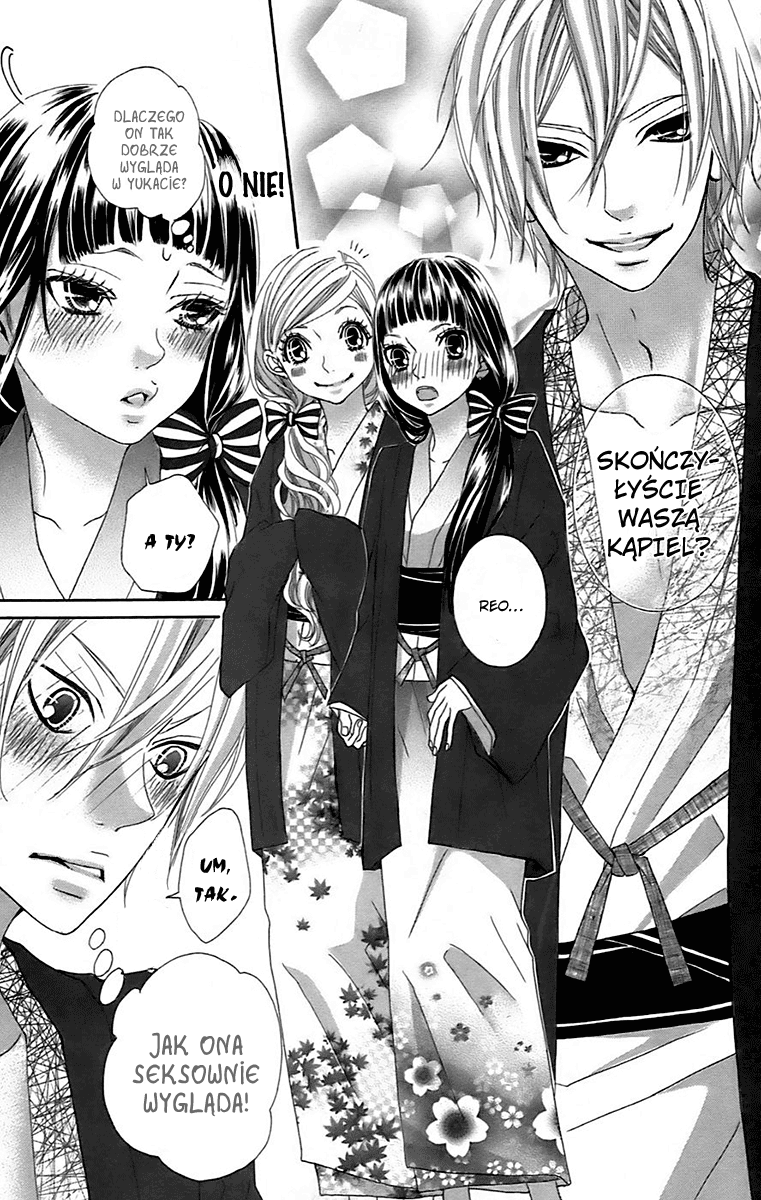 SKOŃCZY-
ŁYŚCIE
WASZĄ
KĄPIEL?
REO...
DLACZEGO
ON TAK
DOBRZE
WYGLĄDA
W YUKACIE?
O NIE!
A TY?
UM,
TAK.
JAK ONA
SEKSOWNIE
WYGLĄDA!